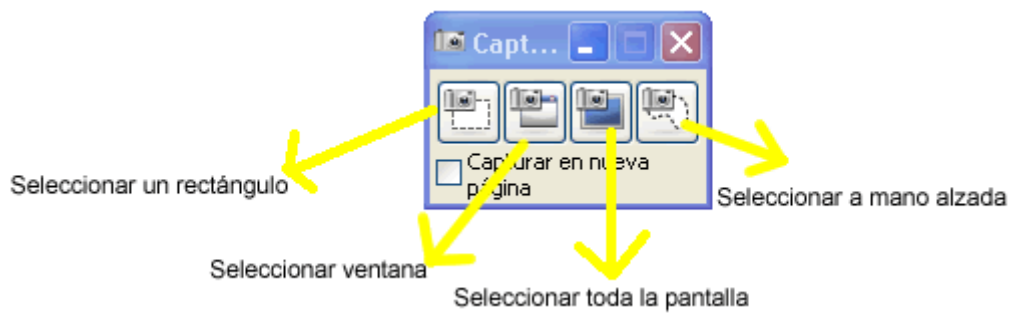 Capt...
Capturar en nueva
página
Seleccionar un rectángulo
Seleccionar a mano alzada
Seleccionar ventana
Seleccionar toda la pantalla